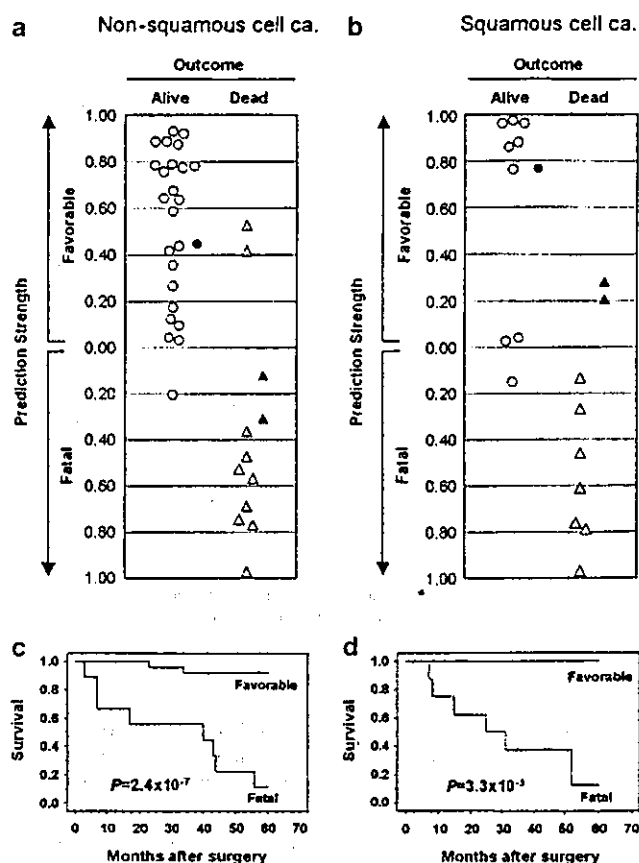 a Non-squamous cell ca.
Outcome
Alive Dead
1.00
0.80
0.60
0.40
0.20
0.00
0.20
0.40
0.60
0.80
1.00
Favorable
Fatal
Prediction Strength
b Squamous cell ca.
Outcome
Alive Dead
1.00
0.80
0.60
0.40
0.20
0.00
0.20
0.40
0.60
0.80
1.00
Favorable
Fatal
Prediction Strength
c
1.0
0.8
0.6
0.4
0.2
0.0
Survival
Favorable
P=2.4x10-7
Fatal
0 10 20 30 40 50 60 70
Months after surgery
d
1.0
0.8
0.6
0.4
0.2
0.0
Survival
Favorable
P=3.3x10-3
Fatal
0 10 20 30 40 50 60 70
Months after surgery